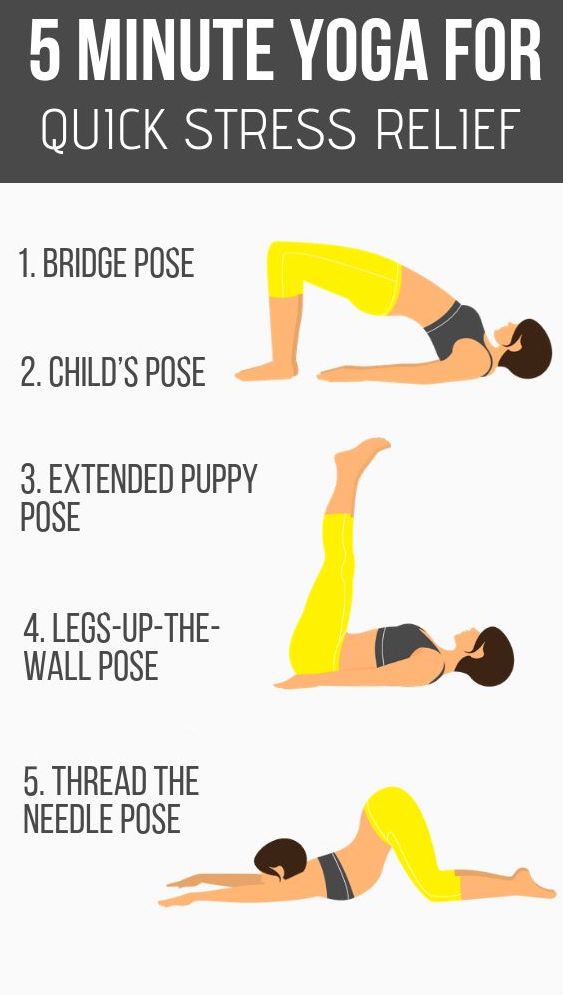 5 MINUTE YOGA FOR
QUICK STRESS RELIEF
1. BRIDGE POSE
2. CHILD'S POSE
3. EXTENDED PUPPY
POSE
4. LEGS-UP-THE-
WALL POSE
5. THREAD THE
NEEDLE POSE